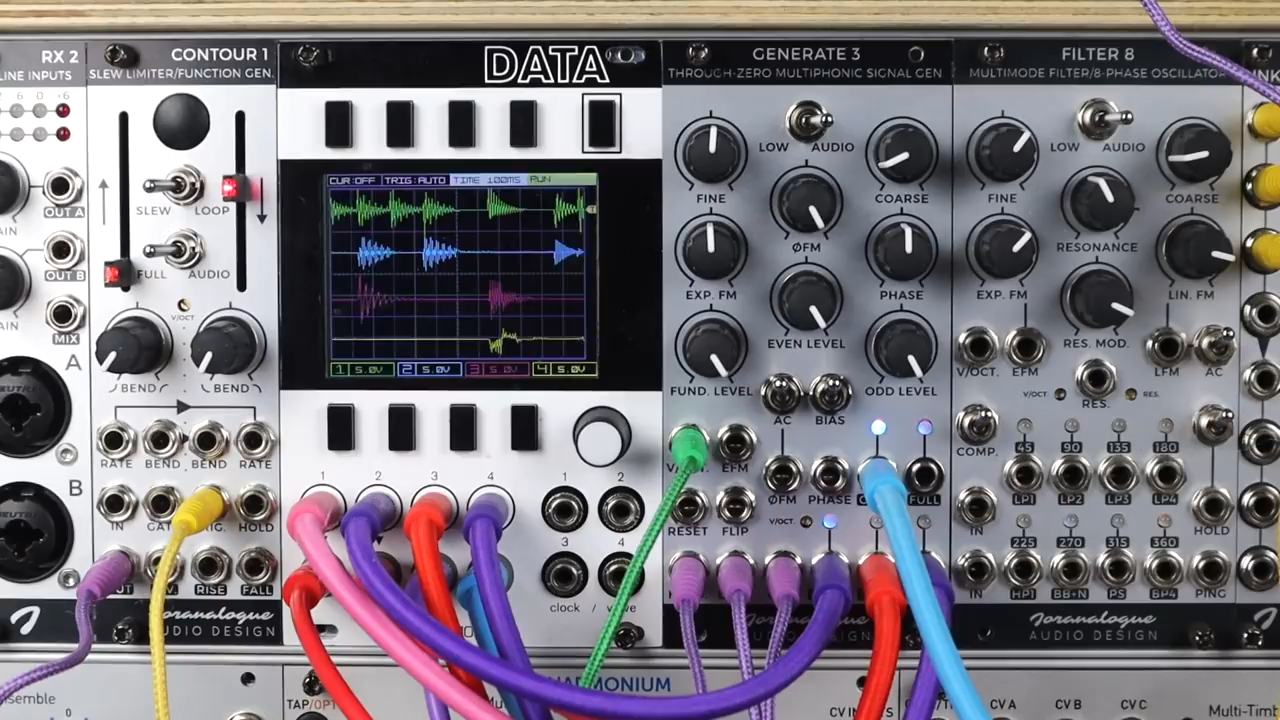 RX 2
LINE INPUTS
6 0 +6
OUT A
OUT B
MIX
A
B
CONTOUR 1
SLEW LIMITER/FUNCTION GEN.
SLEW LOOP
FULL AUDIO
V/OCT
BEND BEND
RATE BEND BEND RATE
IN HOLD
RISE FALL
Joranalogue
AUDIO DESIGN
DATA
CUR:OFF TRIG:AUTO TIME 100MS RUN
1 5.0V 2 5.0V 3 5.0V 4 5.0V
1 2 3 4
1 2
3 4
clock / wave
GENERATE 3
THROUGH-ZERO MULTIPHONIC SIGNAL GEN
LOW AUDIO
FINE COARSE
ØFM
EXP. FM PHASE
EVEN LEVEL
FUND. LEVEL ODD LEVEL
AC BIAS
EFM
ØFM PHASE FULL
RESET FLIP
V/OCT.
FILTER 8
MULTIMODE FILTER/8-PHASE OSCILLATOR
LOW AUDIO
FINE COARSE
RESONANCE
EXP. FM LIN. FM
RES. MOD.
V/OCT. EFM LFM AC
V/OCT RES. RES.
COMP. 45 90 135 180
LP1 LP2 LP3 LP4
IN HOLD
225 270 315 360
IN HP1 BB+N PS BP4 PING
Joranalogue
AUDIO DESIGN
TAP/OPT
HARMONIUM
CV A CV B CV C
Multi-Timb